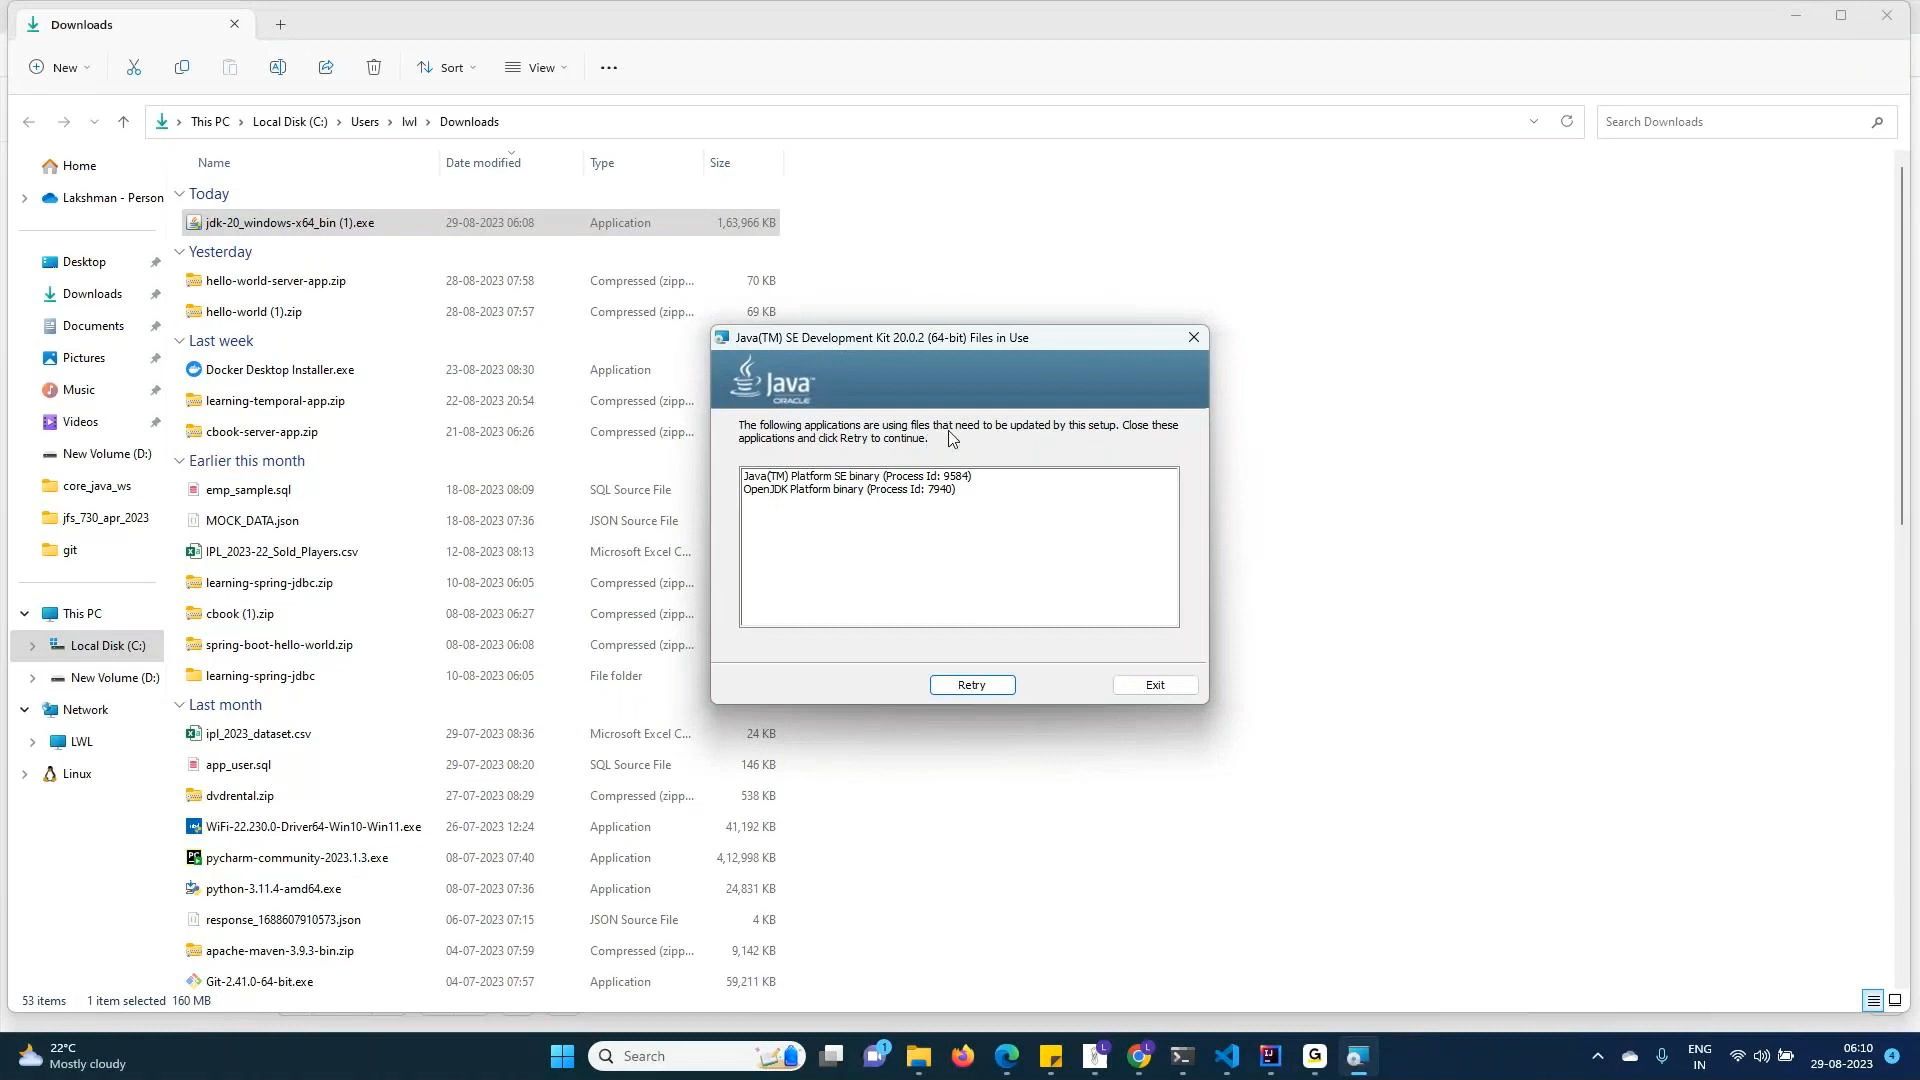 Downloads
New
Sort
View
This PC
Local Disk (C:)
Users
lwl
Downloads
Search Downloads
Name
Date modified
Type
Size
Home
Lakshman - Person
Desktop
Downloads
Documents
Pictures
Music
Videos
New Volume (D:)
core_java_ws
jfs_730_apr_2023
git
This PC
Local Disk (C:)
New Volume (D:)
Network
LWL
Linux
Today
jdk-20_windows-x64_bin (1).exe 29-08-2023 06:08 Application 1,63,966 KB
Yesterday
hello-world-server-app.zip 28-08-2023 07:58 Compressed (zipp... 70 KB
hello-world (1).zip 28-08-2023 07:57 Compressed (zipp... 69 KB
Last week
Docker Desktop Installer.exe 23-08-2023 08:30 Application
learning-temporal-app.zip 22-08-2023 20:54 Compressed (zipp...
cbook-server-app.zip 21-08-2023 06:26 Compressed (zipp...
Earlier this month
emp_sample.sql 18-08-2023 08:09 SQL Source File
MOCK_DATA.json 18-08-2023 07:36 JSON Source File
IPL_2023-22_Sold_Players.csv 12-08-2023 08:13 Microsoft Excel C...
learning-spring-jdbc.zip 10-08-2023 06:05 Compressed (zipp...
cbook (1).zip 08-08-2023 06:27 Compressed (zipp...
spring-boot-hello-world.zip 08-08-2023 06:08 Compressed (zipp...
learning-spring-jdbc 10-08-2023 06:05 File folder
Last month
ipl_2023_dataset.csv 29-07-2023 08:36 Microsoft Excel C... 24 KB
app_user.sql 29-07-2023 08:20 SQL Source File 146 KB
dvdrental.zip 27-07-2023 08:29 Compressed (zipp... 538 KB
WiFi-22.230.0-Driver64-Win10-Win11.exe 26-07-2023 12:24 Application 41,192 KB
pycharm-community-2023.1.3.exe 08-07-2023 07:40 Application 4,12,998 KB
python-3.11.4-amd64.exe 08-07-2023 07:36 Application 24,831 KB
response_1688607910573.json 06-07-2023 07:15 JSON Source File 4 KB
apache-maven-3.9.3-bin.zip 04-07-2023 07:59 Compressed (zipp... 9,142 KB
Git-2.41.0-64-bit.exe 04-07-2023 07:57 Application 59,211 KB
53 items 1 item selected 160 MB
Java(TM) SE Development Kit 20.0.2 (64-bit) Files in Use
Java
ORACLE
The following applications are using files that need to be updated by this setup. Close these
applications and click Retry to continue.
Java(TM) Platform SE binary (Process Id: 9584)
OpenJDK Platform binary (Process Id: 7940)
Retry
Exit
22°C
Mostly cloudy
Search
1
L
L
ENG
IN
06:10
29-08-2023
4